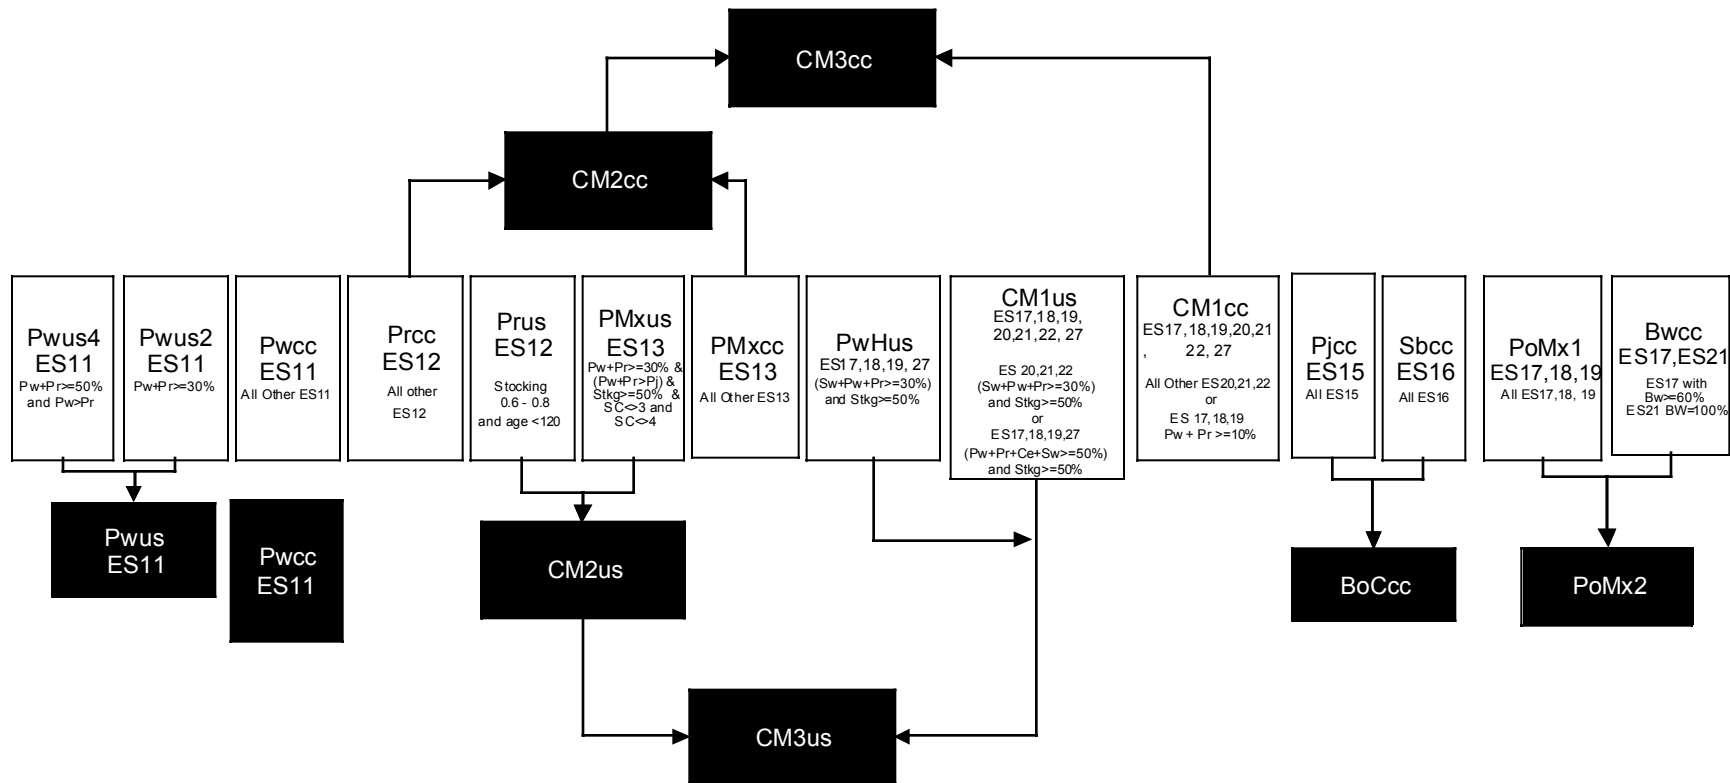 CM3cc
CM2cc
Pwus4
ES11
Pw+Pr>=50%
and Pw>Pr
Pwus2
ES11
Pw+Pr>=30%
Pwcc
ES11
All Other ES11
Prcc
ES12
All other
ES12
Prus
ES12
Stocking
0.6 - 0.8
and age <120
PMxus
ES13
Pw+Pr>=30% &
(Pw+Pr>Pj) &
Stkg>=50% &
SC<>3 and
SC<>4
PMxcc
ES13
All Other ES13
PwHus
ES17,18,19, 27
(Sw+Pw+Pr>=30%)
and Stkg>=50%
CM1us
ES17,18,19,
20,21,22, 27
ES 20,21,22
(Sw+Pw+Pr>=30%)
and Stkg>=50%
or
ES17,18,19,27
(Pw+Pr+Ce+Sw>=50%)
and Stkg>=50%
CM1cc
ES17,18,19,20,21
, 22, 27
All Other ES20,21,22
or
ES 17,18,19
Pw + Pr >=10%
Pjcc
ES15
All ES15
Sbcc
ES16
All ES16
PoMx1
ES17,18,19
All ES17,18, 19
Bwcc
ES17,ES21
ES17 with
Bw>=60%
ES21 BW=100%
Pwus
ES11
Pwcc
ES11
CM2us
BoCcc
PoMx2
CM3us